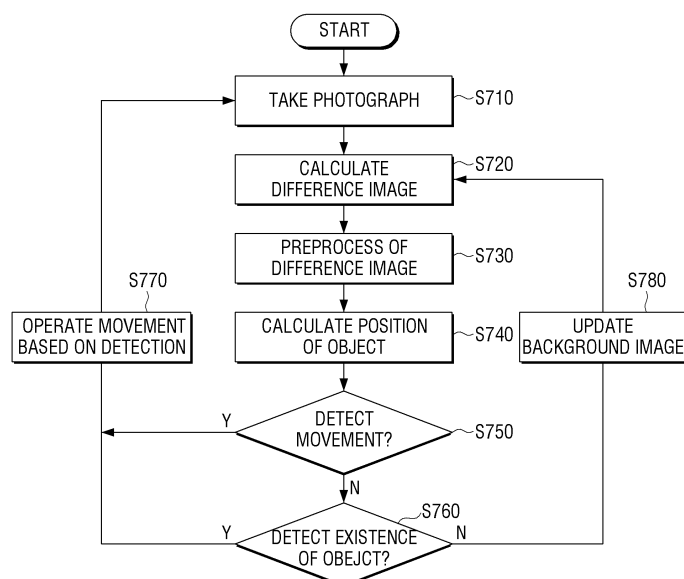 START
TAKE PHOTOGRAPH
S710
CALCULATE
DIFFERENCE IMAGE
S720
PREPROCESS OF
DIFFERENCE IMAGE
S730
S770
OPERATE MOVEMENT
BASED ON DETECTION
CALCULATE POSITION
OF OBJECT
S740
S780
UPDATE
BACKGROUND IMAGE
Y
DETECT
MOVEMENT?
S750
N
S760
Y
DETECT EXISTENCE
OF OBEJCT?
N